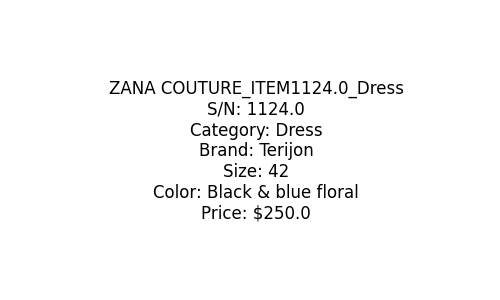 ZANA COUTURE_ITEM1124.0_Dress
S/N: 1124.0
Category: Dress
Brand: Terijon
Size: 42
Color: Black & blue floral
Price: $250.0